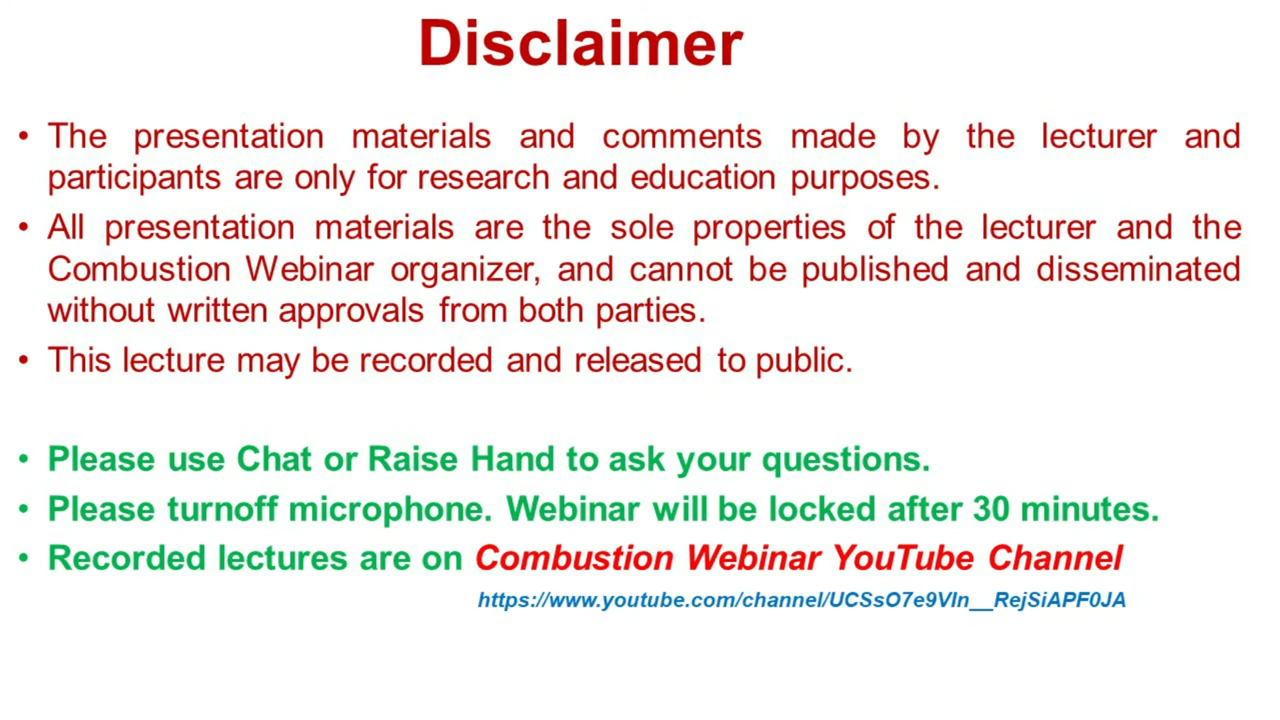 Disclaimer
• The presentation materials and comments made by the lecturer and
participants are only for research and education purposes.
• All presentation materials are the sole properties of the lecturer and the
Combustion Webinar organizer, and cannot be published and disseminated
without written approvals from both parties.
• This lecture may be recorded and released to public.
• Please use Chat or Raise Hand to ask your questions.
• Please turnoff microphone. Webinar will be locked after 30 minutes.
• Recorded lectures are on Combustion Webinar YouTube Channel
https://www.youtube.com/channel/UCSsO7e9VIn__RejSiAPF0JA